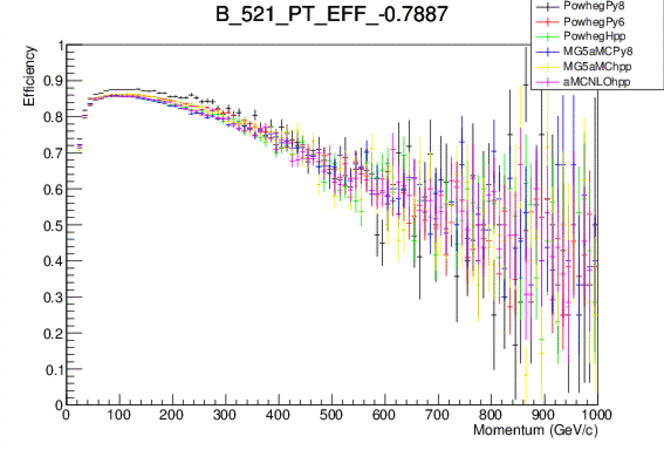 B_521_PT_EFF_-0.7887
PowhegPy8
PowhegPy6
PowhegHpp
MG5aMCPy8
MG5aMChpp
aMCNLOhpp
Efficiency
1
0.9
0.8
0.7
0.6
0.5
0.4
0.3
0.2
0.1
0
0 100 200 300 400 500 600 700 800 900 1000
Momentum (GeV/c)